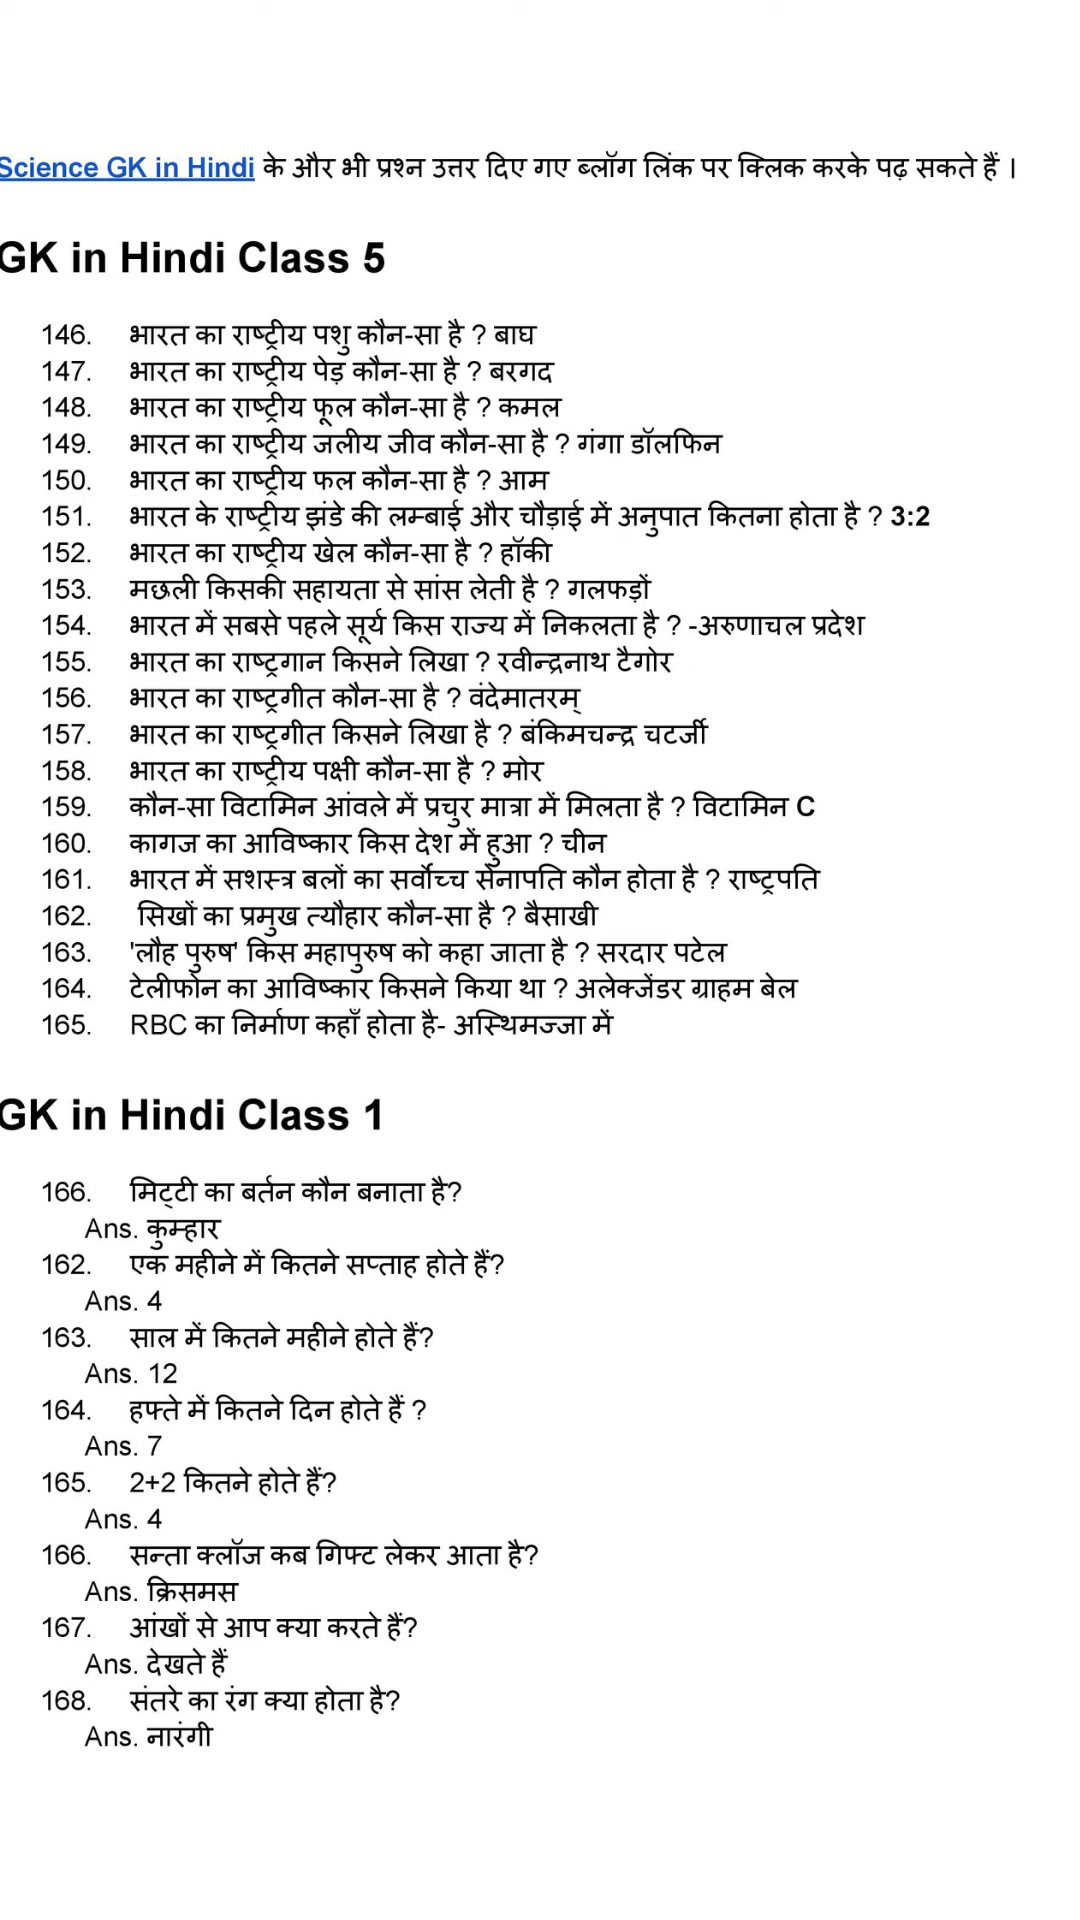 Science GK in Hindi के और भी प्रश्न उत्तर दिए गए ब्लॉग लिंक पर क्लिक करके पढ़ सकते हैं ।
GK in Hindi Class 5
146. भारत का राष्ट्रीय पशु कौन-सा है ? बाघ
147. भारत का राष्ट्रीय पेड़ कौन-सा है ? बरगद
148. भारत का राष्ट्रीय फूल कौन-सा है ? कमल
149. भारत का राष्ट्रीय जलीय जीव कौन-सा है ? गंगा डॉलफिन
150. भारत का राष्ट्रीय फल कौन-सा है ? आम
151. भारत के राष्ट्रीय झंडे की लम्बाई और चौड़ाई में अनुपात कितना होता है ? 3:2
152. भारत का राष्ट्रीय खेल कौन-सा है ? हॉकी
153. मछली किसकी सहायता से सांस लेती है ? गलफड़ों
154. भारत में सबसे पहले सूर्य किस राज्य में निकलता है ? -अरुणाचल प्रदेश
155. भारत का राष्ट्रगान किसने लिखा ? रवीन्द्रनाथ टैगोर
156. भारत का राष्ट्रगीत कौन-सा है ? वंदेमातरम्
157. भारत का राष्ट्रगीत किसने लिखा है ? बंकिमचन्द्र चटर्जी
158. भारत का राष्ट्रीय पक्षी कौन-सा है ? मोर
159. कौन-सा विटामिन आंवले में प्रचुर मात्रा में मिलता है ? विटामिन C
160. कागज का आविष्कार किस देश में हुआ ? चीन
161. भारत में सशस्त्र बलों का सर्वोच्च सेनापति कौन होता है ? राष्ट्रपति
162. सिखों का प्रमुख त्यौहार कौन-सा है ? बैसाखी
163. 'लौह पुरुष' किस महापुरुष को कहा जाता है ? सरदार पटेल
164. टेलीफोन का आविष्कार किसने किया था ? अलेक्जेंडर ग्राहम बेल
165. RBC का निर्माण कहाँ होता है- अस्थिमज्जा में
GK in Hindi Class 1
166. मिट्टी का बर्तन कौन बनाता है?
Ans. कुम्हार
162. एक महीने में कितने सप्ताह होते हैं?
Ans. 4
163. साल में कितने महीने होते हैं?
Ans. 12
164. हफ्ते में कितने दिन होते हैं ?
Ans. 7
165. 2+2 कितने होते हैं?
Ans. 4
166. सन्ता क्लॉज कब गिफ्ट लेकर आता है?
Ans. क्रिसमस
167. आंखों से आप क्या करते हैं?
Ans. देखते हैं
168. संतरे का रंग क्या होता है?
Ans. नारंगी